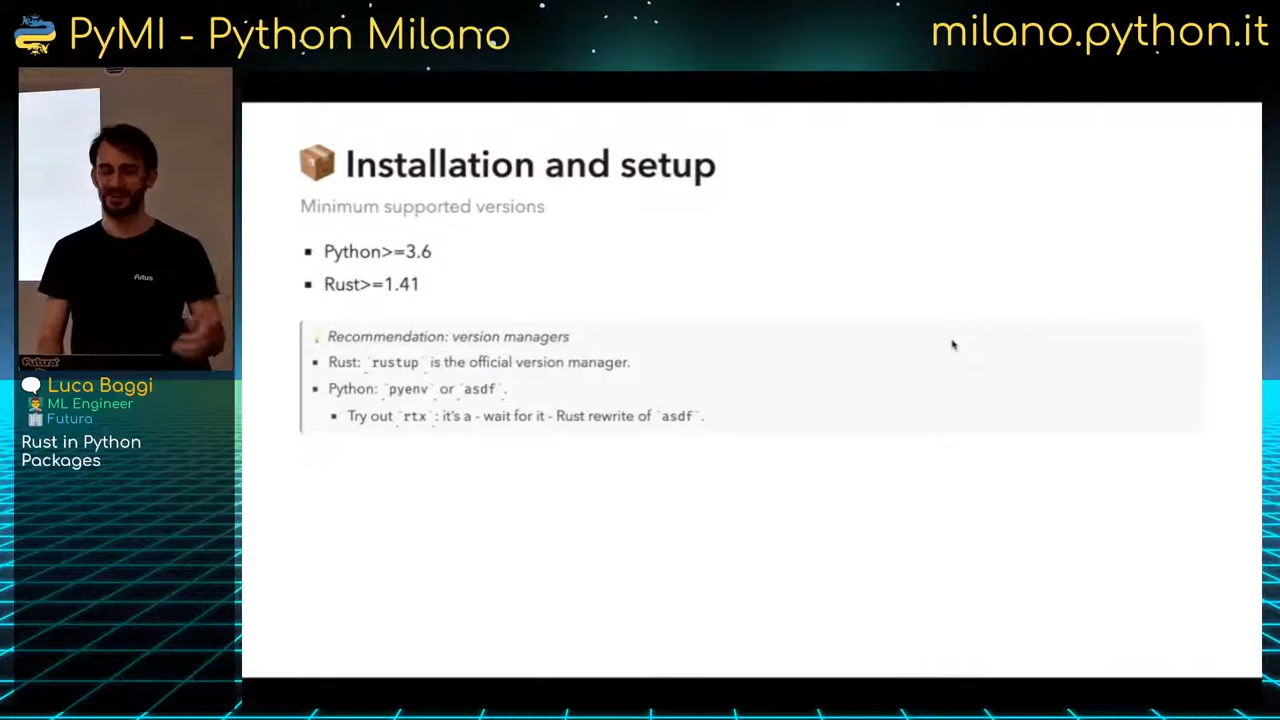 PyMI - Python Milano
milano.python.it
Futura
Futura
Luca Baggi
ML Engineer
Futura
Rust in Python
Packages
Installation and setup
Minimum supported versions
Python>=3.6
Rust>=1.41
Recommendation: version managers
Rust: `rustup` is the official version manager.
Python: `pyenv` or `asdf`.
Try out `rtx`: it's a - wait for it - Rust rewrite of `asdf`.